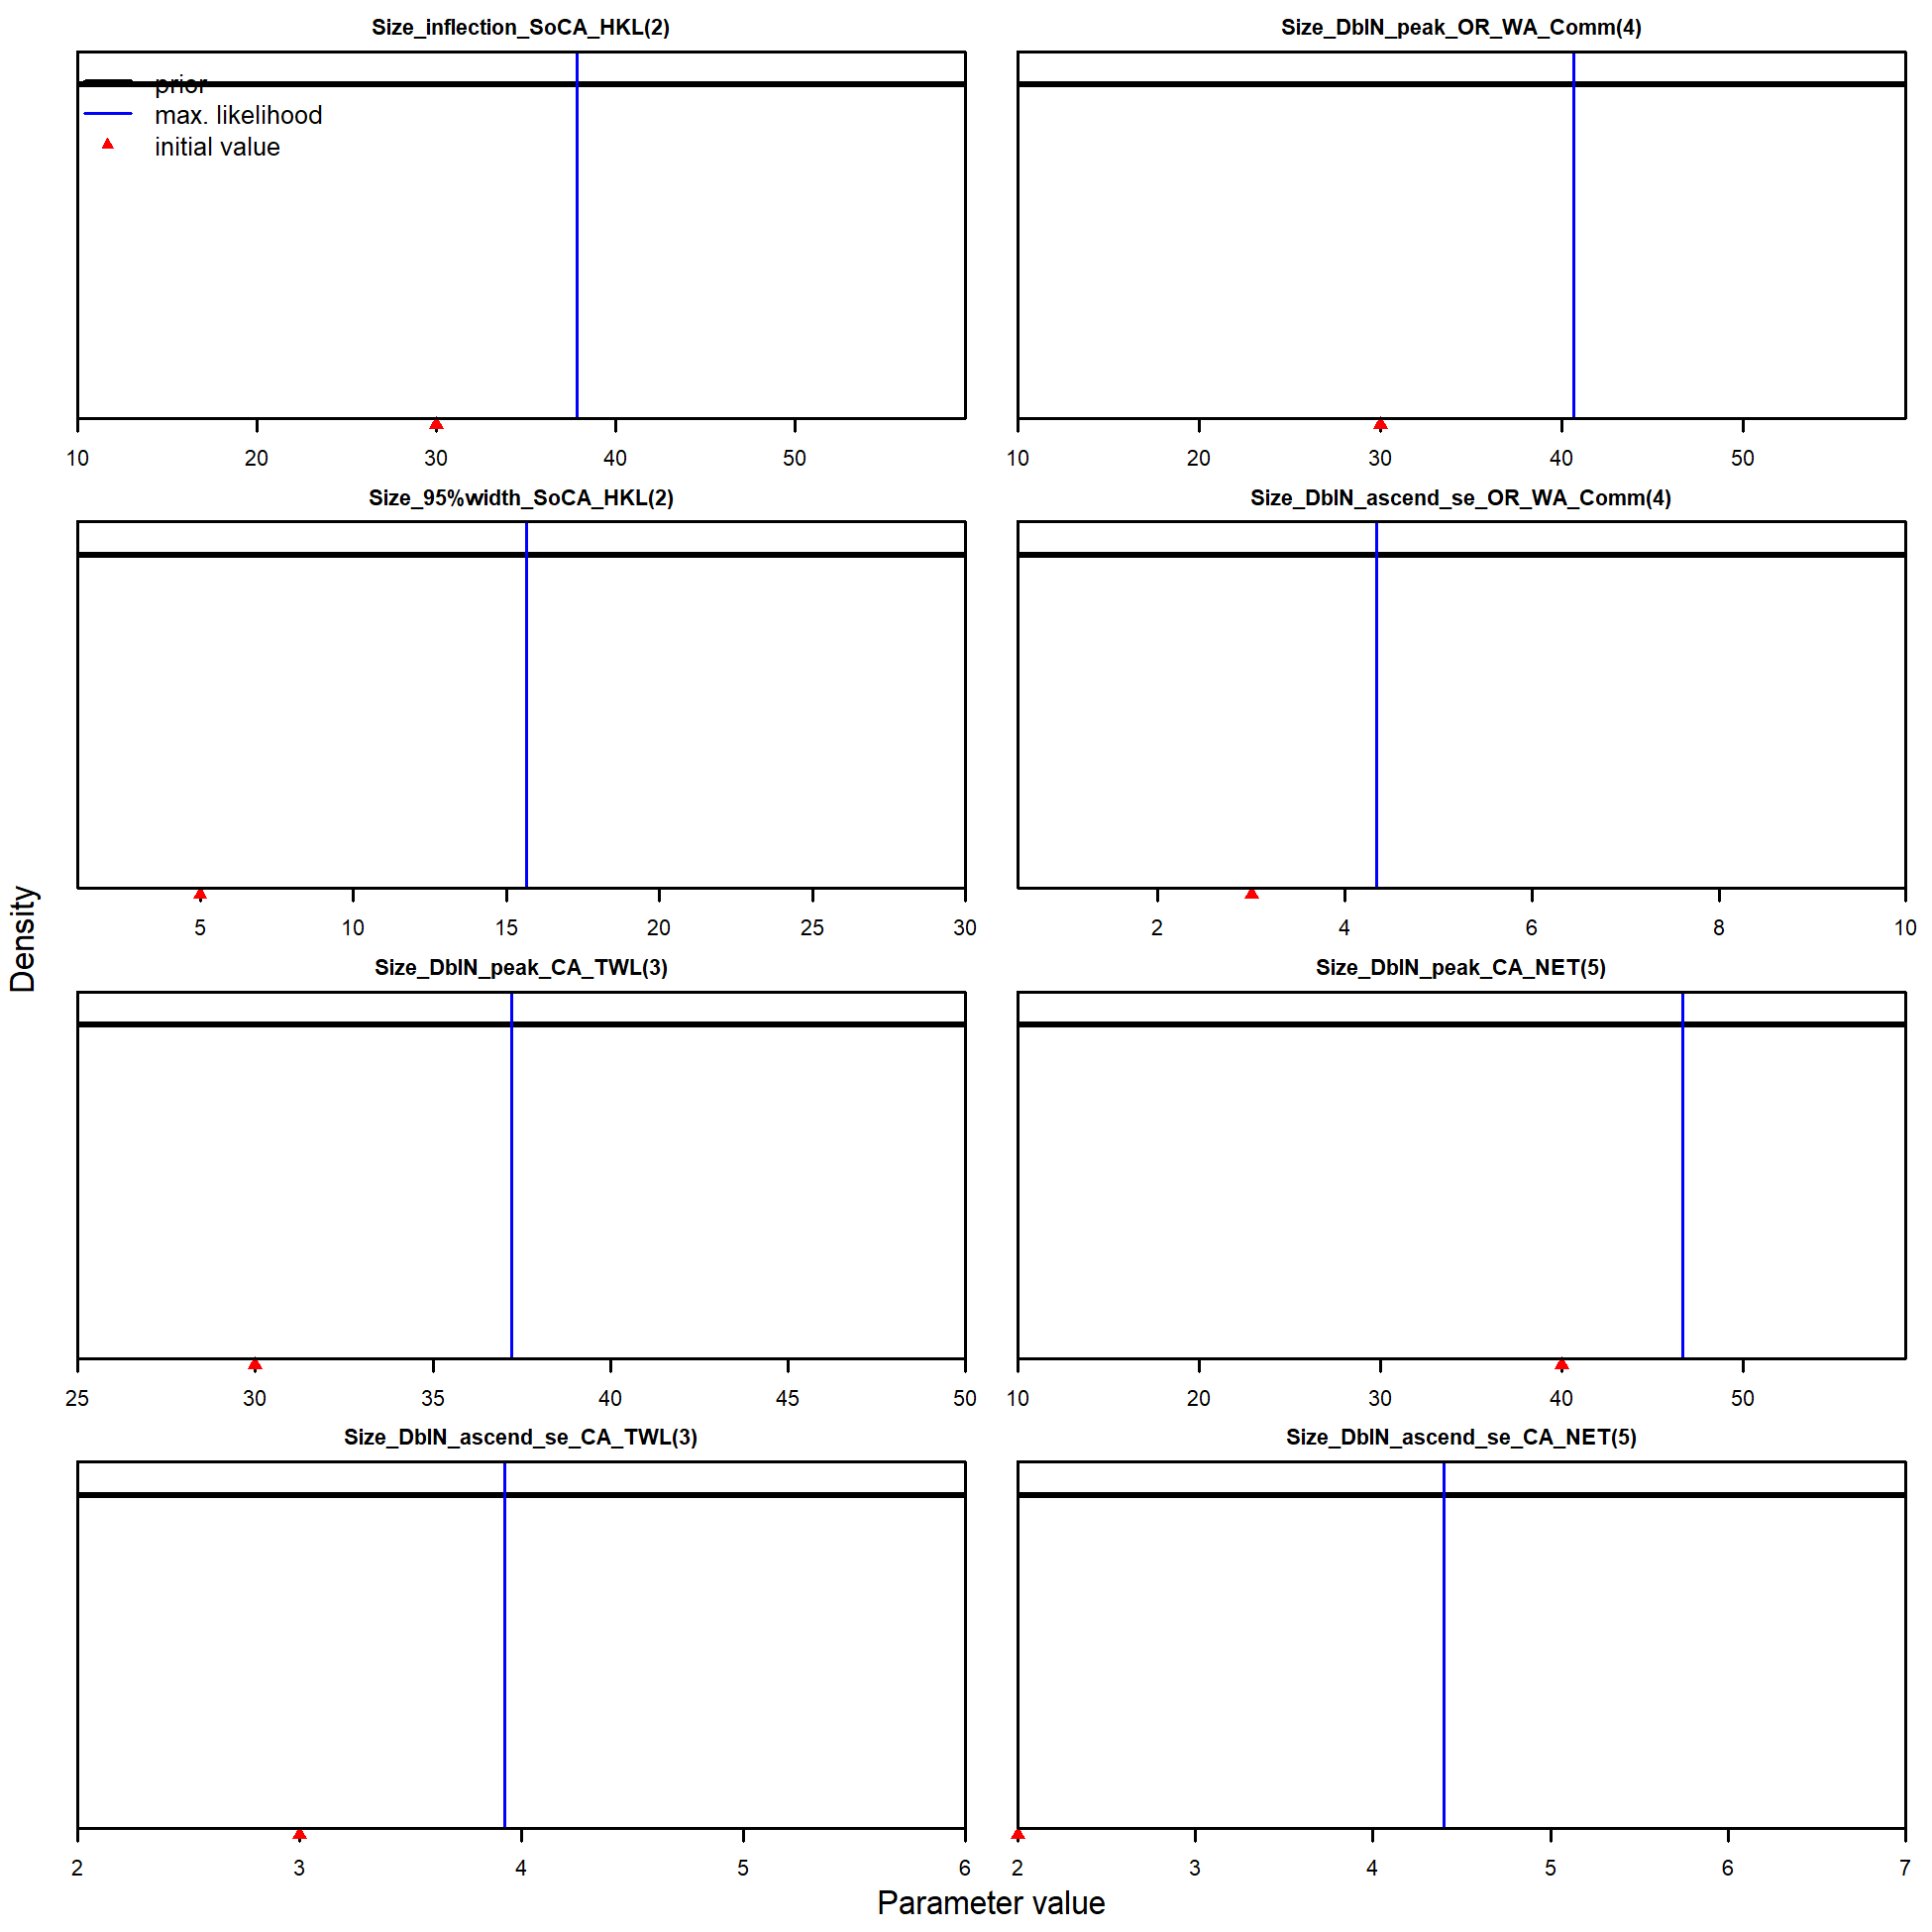 Size_inflection_SoCA_HKL(2)
prior
max. likelihood
initial value
10 20 30 40 50
Size_DblN_peak_OR_WA_Comm(4)
10 20 30 40 50
Size_95%width_SoCA_HKL(2)
5 10 15 20 25 30
Size_DblN_ascend_se_OR_WA_Comm(4)
2 4 6 8 10
Size_DblN_peak_CA_TWL(3)
25 30 35 40 45 50
Size_DblN_peak_CA_NET(5)
10 20 30 40 50
Size_DblN_ascend_se_CA_TWL(3)
2 3 4 5 6
Size_DblN_ascend_se_CA_NET(5)
2 3 4 5 6 7
Density
Parameter value